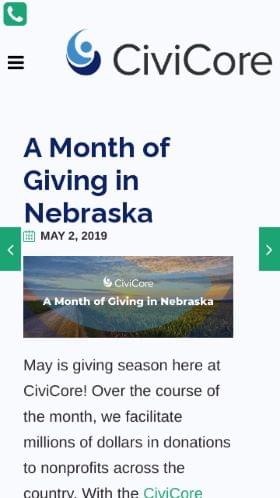 CiviCore
A Month of
Giving in
Nebraska
MAY 2, 2019
CiviCore
A Month of Giving in Nebraska
May is giving season here at
CiviCore! Over the course of
the month, we facilitate
millions of dollars in donations
to nonprofits across the
country. With the CiviCore